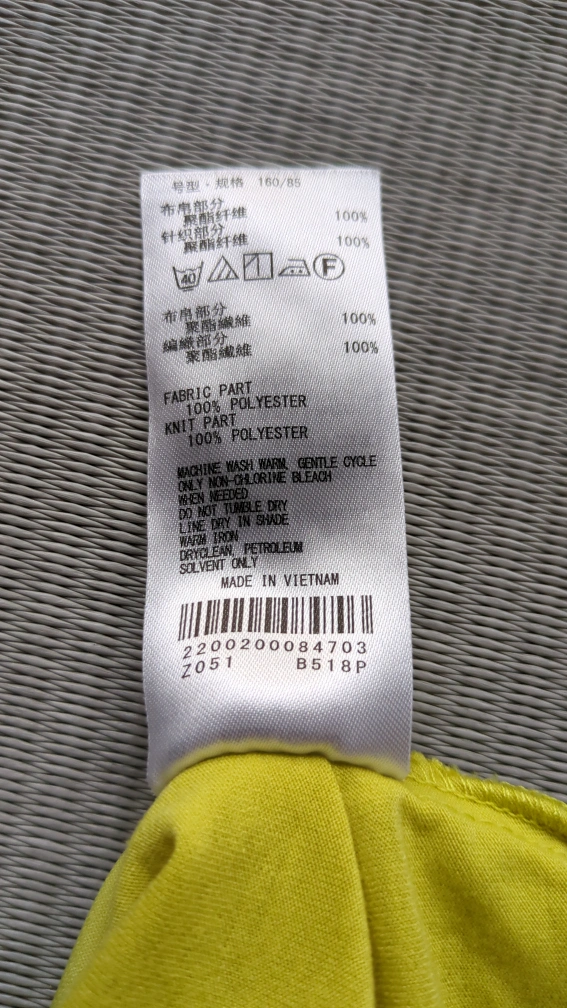 号型·规格 160/85
布帛部分
聚酯纤维 100%
针织部分
聚酯纤维 100%
40 F
布帛部分
聚酯纖維 100%
編織部分
聚酯纖維 100%
FABRIC PART
100% POLYESTER
KNIT PART
100% POLYESTER
MACHINE WASH WARM, GENTLE CYCLE
ONLY NON-CHLORINE BLEACH
WHEN NEEDED
DO NOT TUMBLE DRY
LINE DRY IN SHADE
WARM IRON
DRYCLEAN, PETROLEUM
SOLVENT ONLY
MADE IN VIETNAM
2200200084703
Z051 B518P